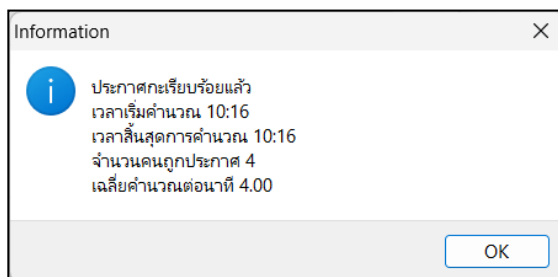 Information
ประกาศกะเรียบร้อยแล้ว
เวลาเริ่มคำนวณ 10:16
เวลาสิ้นสุดการคำนวณ 10:16
จำนวนคนถูกประกาศ 4
เฉลี่ยคำนวณต่อนาที 4.00
OK